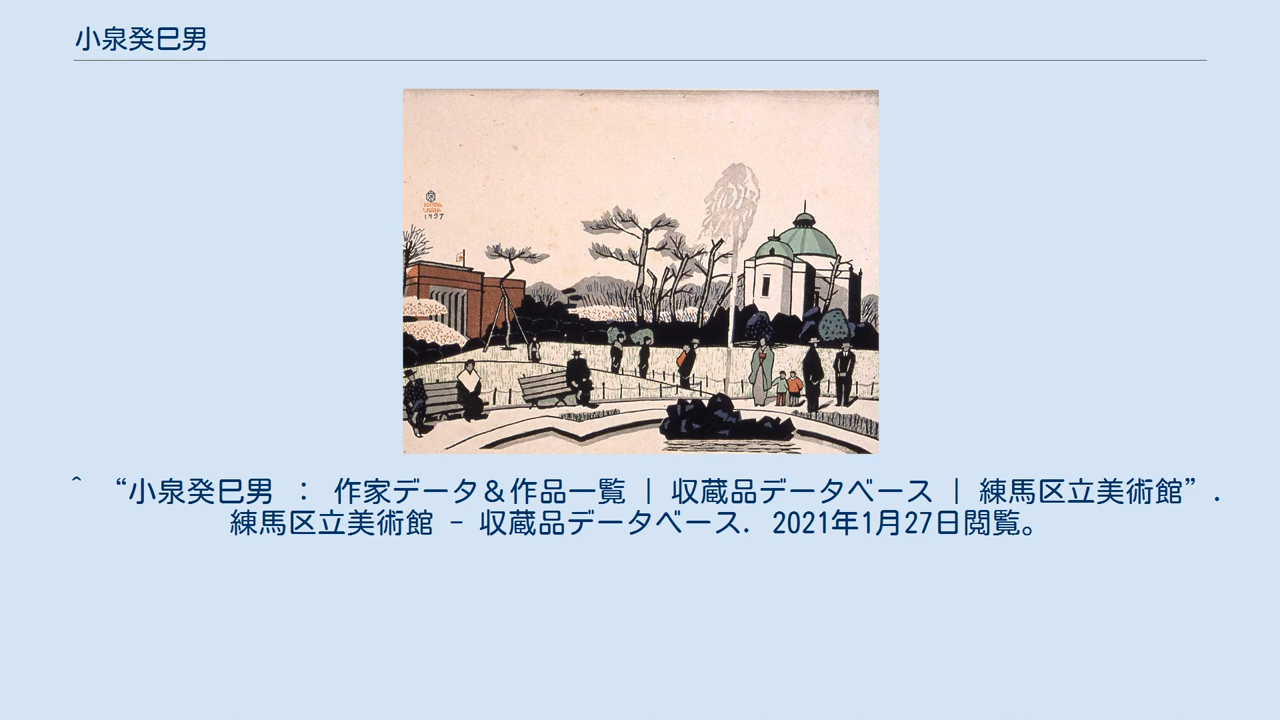 小泉癸巳男
1937
^ “小泉癸巳男 : 作家データ＆作品一覧 | 収蔵品データベース | 練馬区立美術館”.
練馬区立美術館 - 収蔵品データベース. 2021年1月27日閲覧。